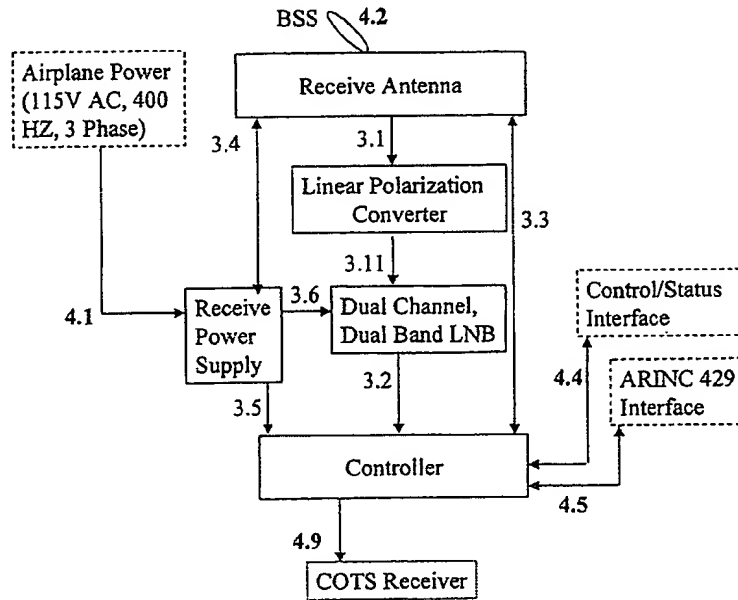 BSS
4.2
Airplane Power
(115V AC, 400
HZ, 3 Phase)
Receive Antenna
3.4
3.1
Linear Polarization
Converter
3.3
3.11
4.1
Receive
Power
Supply
3.6
Dual Channel,
Dual Band LNB
Control/Status
Interface
3.5
3.2
4.4
ARINC 429
Interface
Controller
4.5
4.9
COTS Receiver